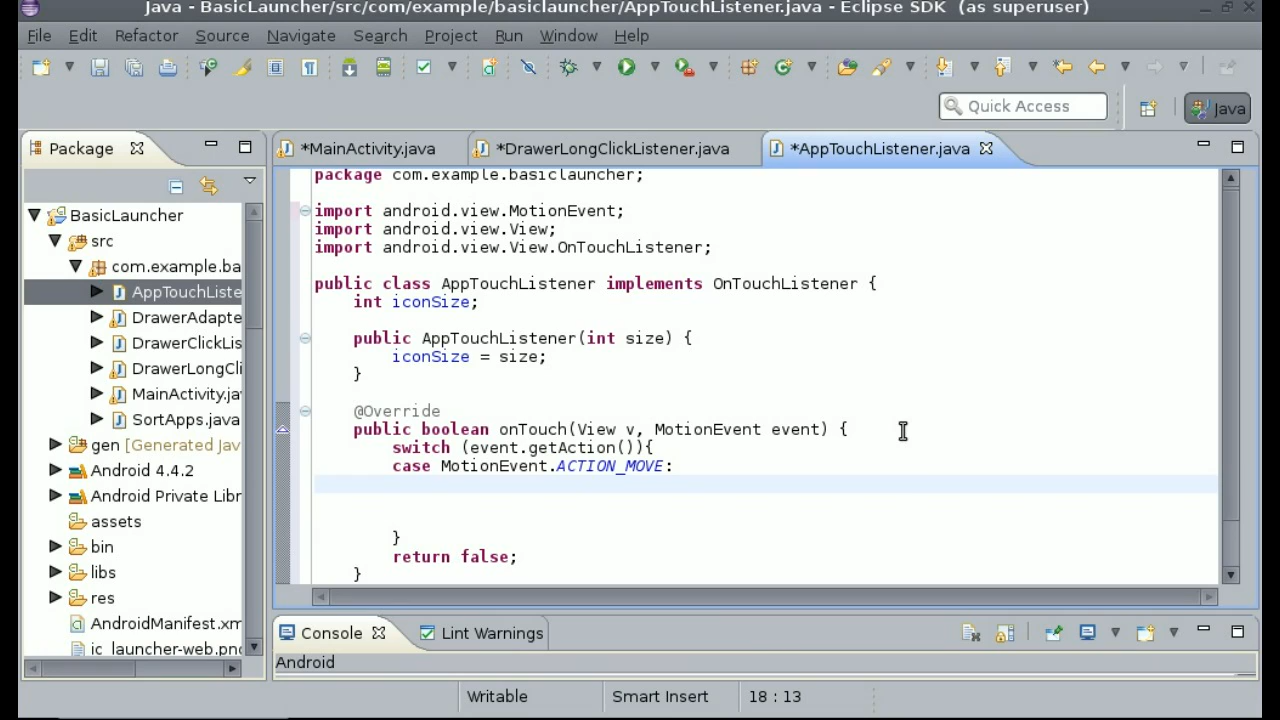 Java - BasicLauncher/src/com/example/basiclauncher/AppTouchListener.java - Eclipse SDK (as superuser)
File Edit Refactor Source Navigate Search Project Run Window Help
Quick Access
Java
Package
*MainActivity.java
*DrawerLongClickListener.java
*AppTouchListener.java
BasicLauncher
src
com.example.ba
AppTouchListe
DrawerAdapte
DrawerClickLis
DrawerLongCli
MainActivity.ja
SortApps.java
gen [Generated Jav
Android 4.4.2
Android Private Libr
assets
bin
libs
res
AndroidManifest.xm
ic_launcher-web.png
package com.example.basiclauncher;
import android.view.MotionEvent;
import android.view.View;
import android.view.View.OnTouchListener;
public class AppTouchListener implements OnTouchListener {
int iconSize;
public AppTouchListener(int size) {
iconSize = size;
}
@Override
public boolean onTouch(View v, MotionEvent event) {
switch (event.getAction()){
case MotionEvent.ACTION_MOVE:
}
return false;
}
Console
Lint Warnings
Android
Writable
Smart Insert
18 : 13